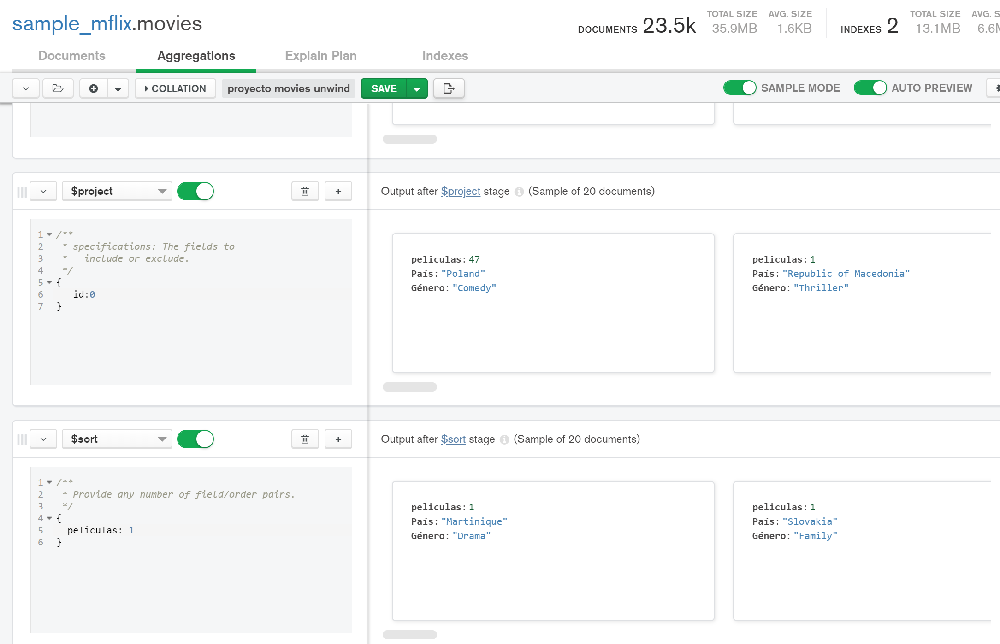 sample_mflix.movies
DOCUMENTS 23.5k TOTAL SIZE 35.9MB AVG. SIZE 1.6KB INDEXES 2 TOTAL SIZE 13.1MB AVG. S 6.6M
Documents Aggregations Explain Plan Indexes
COLLATION proyecto movies unwind SAVE SAMPLE MODE AUTO PREVIEW
$project
Output after $project stage (Sample of 20 documents)
1 /**
2 * specifications: The fields to
3 * include or exclude.
4 */
5 {
6 _id:0
7 }
peliculas: 47
País: "Poland"
Género: "Comedy"
peliculas: 1
País: "Republic of Macedonia"
Género: "Thriller"
$sort
Output after $sort stage (Sample of 20 documents)
1 /**
2 * Provide any number of field/order pairs.
3 */
4 {
5 peliculas: 1
6 }
peliculas: 1
País: "Martinique"
Género: "Drama"
peliculas: 1
País: "Slovakia"
Género: "Family"